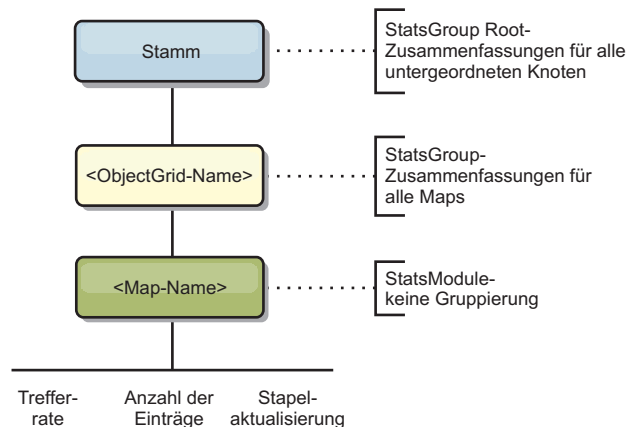 Stamm
StatsGroup Root-
Zusammenfassungen für alle
untergeordneten Knoten
<ObjectGrid-Name>
StatsGroup-
Zusammenfassungen für
alle Maps
<Map-Name>
StatsModule-
keine Gruppierung
Treffer-
rate
Anzahl der
Einträge
Stapel-
aktualisierung